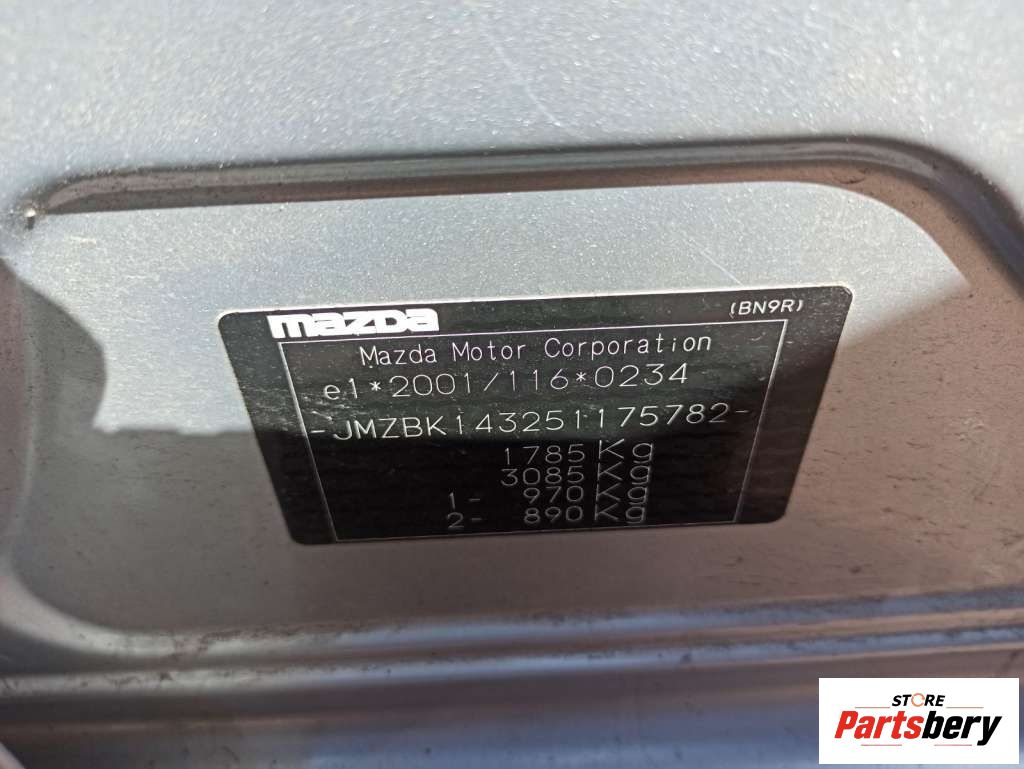 mazda
(BN9R)
Mazda Motor Corporation
e1*2001/116*0234
-JMZBK143251175782-
1785 Kg
3085 Kg
1- 970 Kg
2- 890 Kg
STORE
Partsbery